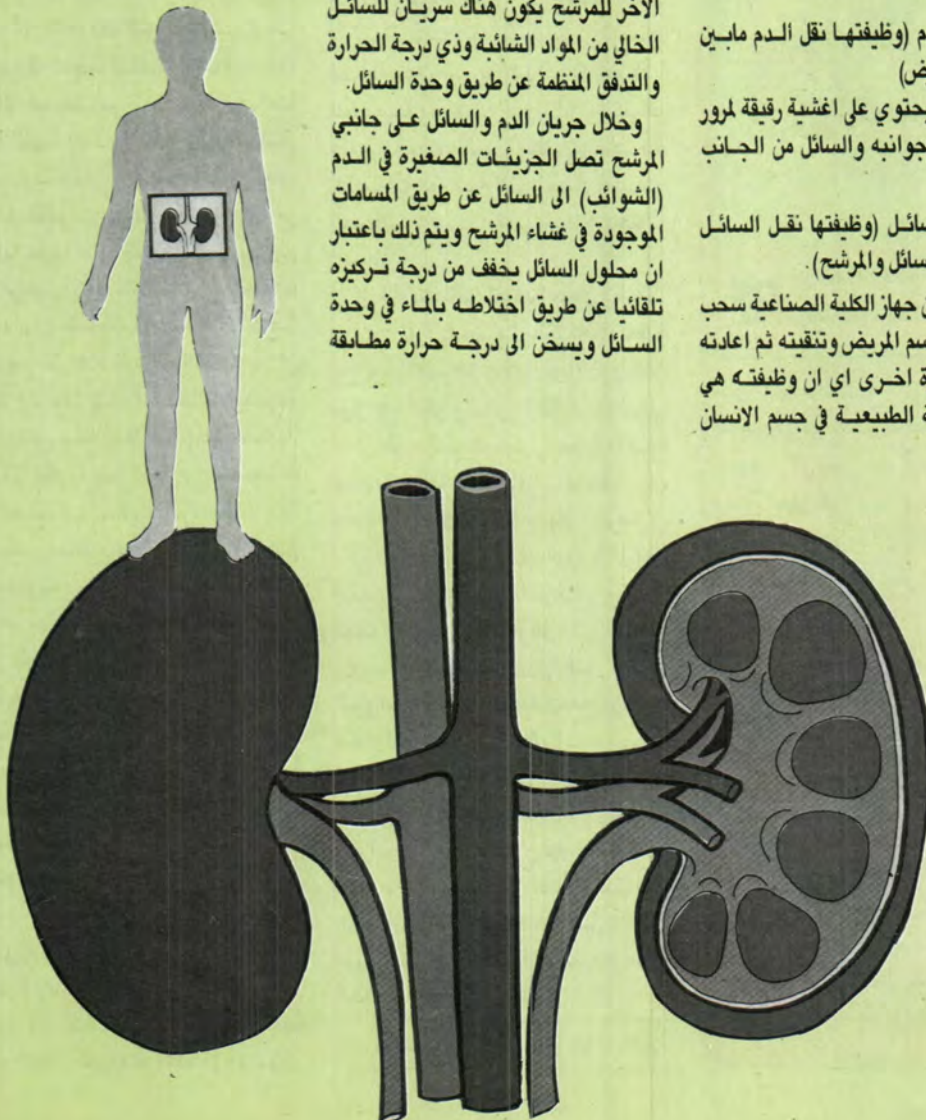 م (وظيفتها نقل الدم مابين
ض)
يحتوي على اغشية رقيقة لمرور
جوانبه والسائل من الجانب
سائل (وظيفتها نقل السائل
سائل والمرشح).
جهاز الكلية الصناعية سحب
سم المريض وتنقيته ثم اعادته
ة اخرى اي ان وظيفته هي
ة الطبيعية في جسم الانسان
الآخر للمرشح يكون هناك سريان للسائل
الخالي من المواد الشائبة وذي درجة الحرارة
والتدفق المنظمة عن طريق وحدة السائل.
وخلال جريان الدم والسائل على جانبي
المرشح تصل الجزيئات الصغيرة في الدم
(الشوائب) الى السائل عن طريق المسامات
الموجودة في غشاء المرشح ويتم ذلك باعتبار
ان محلول السائل يخفف من درجة تركيزه
تلقائيا عن طريق اختلاطه بالماء في وحدة
السائل ويسخن الى درجة حرارة مطابقة